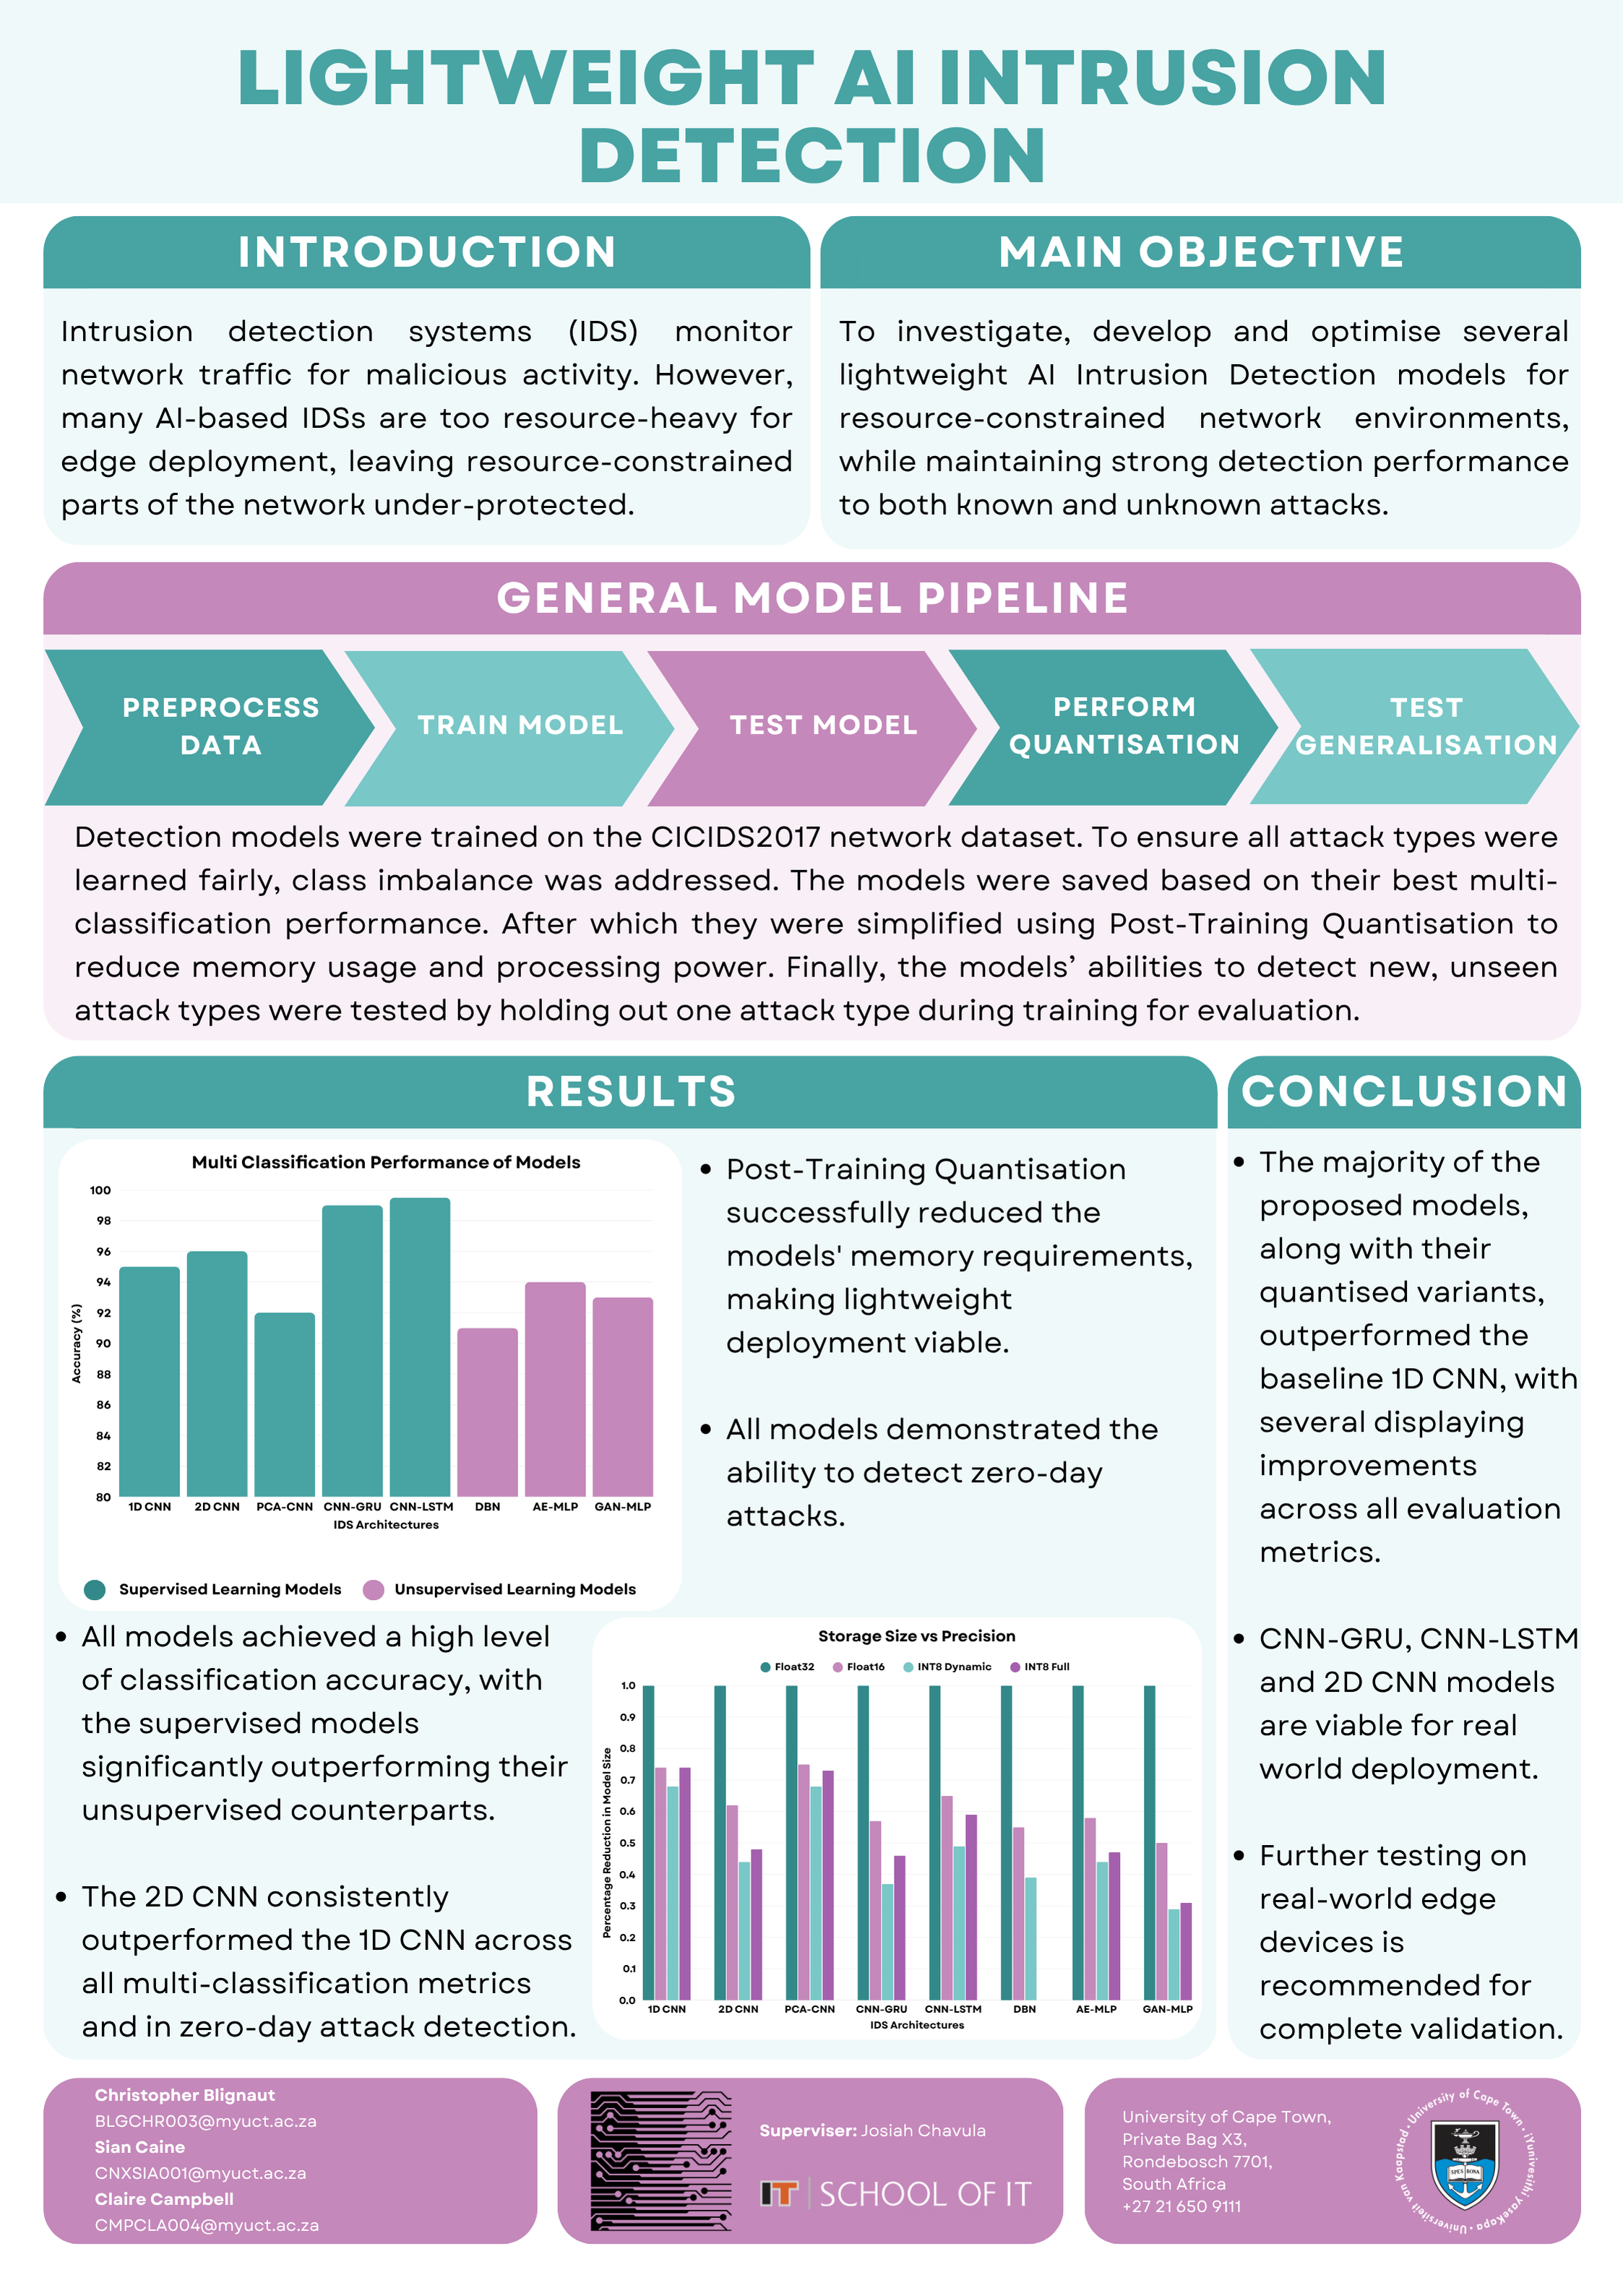 LIGHTWEIGHT AI INTRUSION
DETECTION
INTRODUCTION
Intrusion detection systems (IDS) monitor
network traffic for malicious activity. However,
many AI-based IDSs are too resource-heavy for
edge deployment, leaving resource-constrained
parts of the network under-protected.
MAIN OBJECTIVE
To investigate, develop and optimise several
lightweight AI Intrusion Detection models for
resource-constrained network environments,
while maintaining strong detection performance
to both known and unknown attacks.
GENERAL MODEL PIPELINE
PREPROCESS
DATA
TRAIN MODEL
TEST MODEL
PERFORM
QUANTISATION
TEST
GENERALISATION
Detection models were trained on the CICIDS2017 network dataset. To ensure all attack types were
learned fairly, class imbalance was addressed. The models were saved based on their best multi-
classification performance. After which they were simplified using Post-Training Quantisation to
reduce memory usage and processing power. Finally, the models' abilities to detect new, unseen
attack types were tested by holding out one attack type during training for evaluation.
RESULTS
Multi Classification Performance of Models
100
98
96
94
92
90
88
86
84
82
80
Accuracy (%)
1D CNN 2D CNN PCA-CNN CNN-GRU CNN-LSTM DBN AE-MLP GAN-MLP
IDS Architectures
Supervised Learning Models Unsupervised Learning Models
• Post-Training Quantisation
successfully reduced the
models' memory requirements,
making lightweight
deployment viable.
• All models demonstrated the
ability to detect zero-day
attacks.
• All models achieved a high level
of classification accuracy, with
the supervised models
significantly outperforming their
unsupervised counterparts.
• The 2D CNN consistently
outperformed the 1D CNN across
all multi-classification metrics
and in zero-day attack detection.
Storage Size vs Precision
Float32 Float16 INT8 Dynamic INT8 Full
1.0
0.9
0.8
0.7
0.6
0.5
0.4
0.3
0.2
0.1
0.0
Percentage Reduction in Model Size
1D CNN 2D CNN PCA-CNN CNN-GRU CNN-LSTM DBN AE-MLP GAN-MLP
IDS Architectures
CONCLUSION
• The majority of the
proposed models,
along with their
quantised variants,
outperformed the
baseline 1D CNN, with
several displaying
improvements
across all evaluation
metrics.
• CNN-GRU, CNN-LSTM
and 2D CNN models
are viable for real
world deployment.
• Further testing on
real-world edge
devices is
recommended for
complete validation.
Christopher Blignaut
BLGCHR003@myuct.ac.za
Sian Caine
CNXSIA001@myuct.ac.za
Claire Campbell
CMPCLA004@myuct.ac.za
Superviser: Josiah Chavula
IT SCHOOL OF IT
University of Cape Town,
Private Bag X3,
Rondebosch 7701,
South Africa
+27 21 650 9111
University of Cape Town • iYunivesithi yaseKapa • Universiteit van Kaapstad
SPES BONA